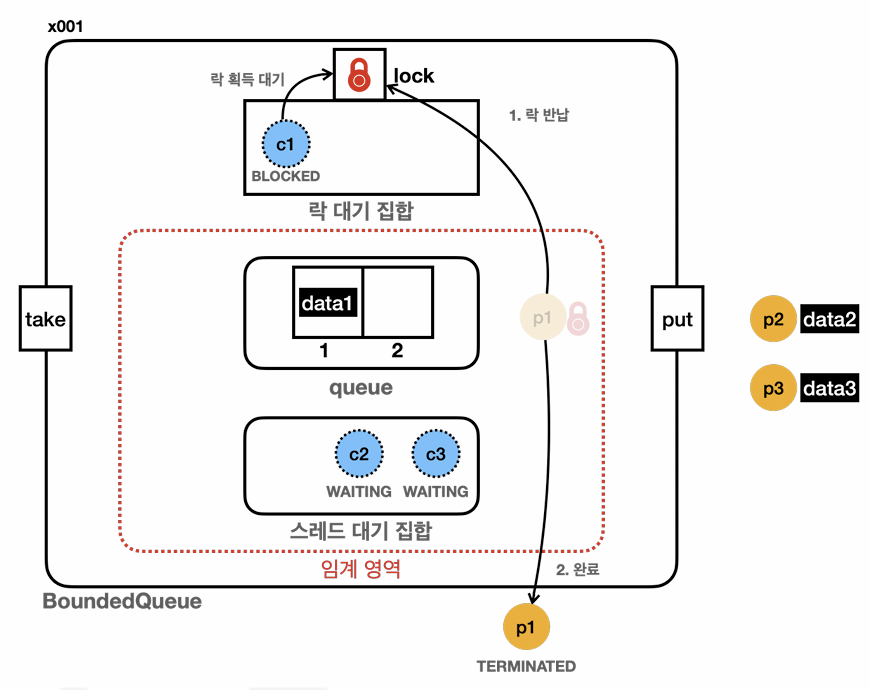 x001
락 획득 대기
lock
1. 락 반납
c1
BLOCKED
락 대기 집합
data1
1
2
queue
take
p1
put
p2
data2
p3
data3
c2
c3
WAITING
WAITING
스레드 대기 집합
임계 영역
2. 완료
BoundedQueue
p1
TERMINATED